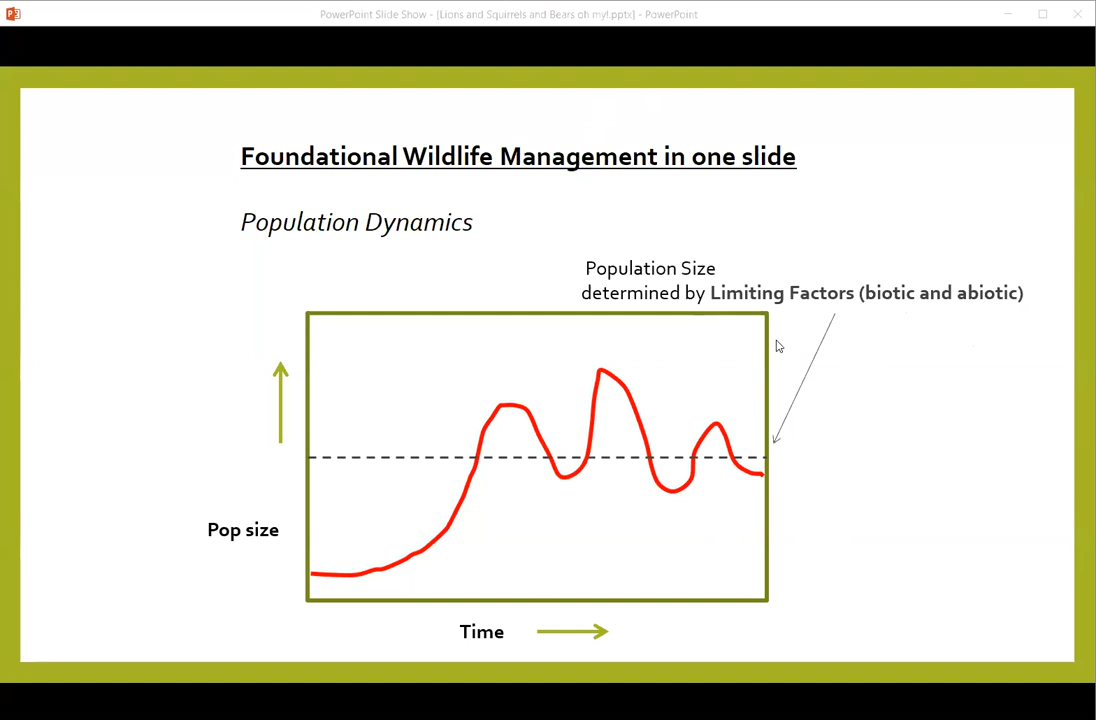 PowerPoint Slide Show - [Lions and Squirrels and Bears oh my!.pptx] - PowerPoint
Foundational Wildlife Management in one slide
Population Dynamics
Population Size
determined by Limiting Factors (biotic and abiotic)
Pop size
Time